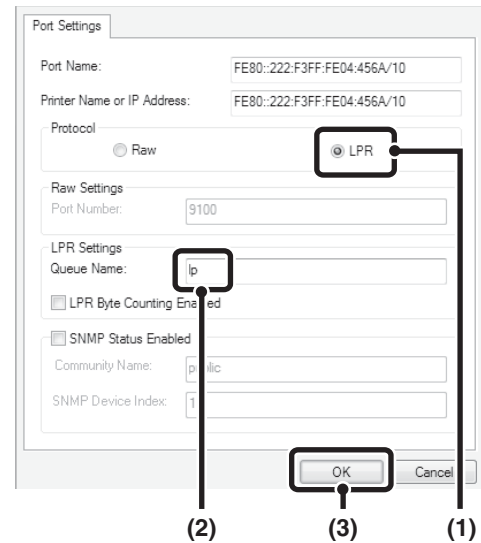 Port Settings
Port Name: FE80::222:F3FF:FE04:456A/10
Printer Name or IP Address: FE80::222:F3FF:FE04:456A/10
Protocol
Raw LPR
Raw Settings
Port Number: 9100
LPR Settings
Queue Name: lp
LPR Byte Counting Enabled
SNMP Status Enabled
Community Name: public
SNMP Device Index: 1
OK Cancel
(2) (3) (1)